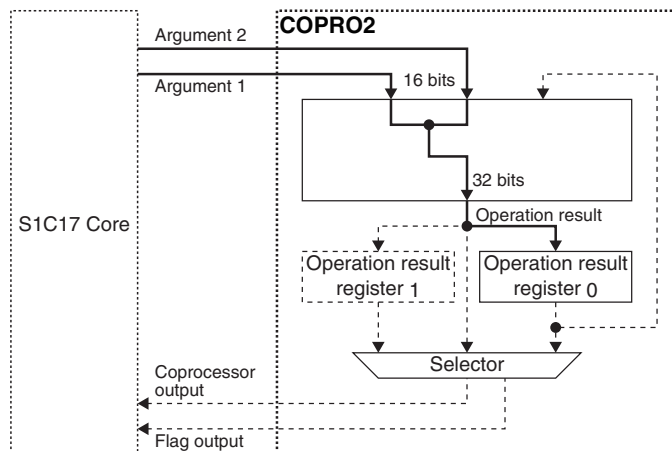 COPRO2
Argument 2
Argument 1
16 bits
32 bits
S1C17 Core
Operation result
Operation result
register 1
Operation result
register 0
Selector
Coprocessor
output
Flag output